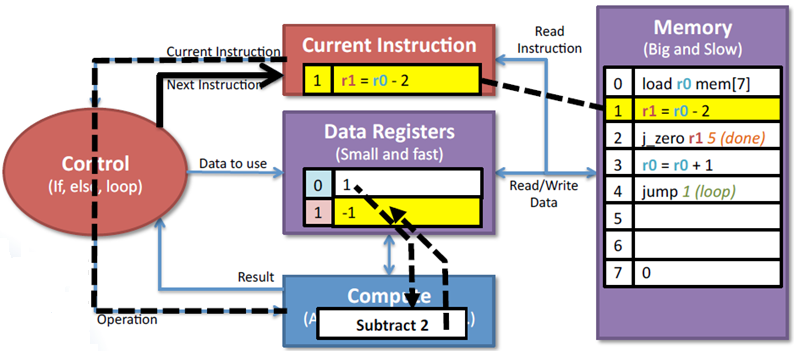 Current Instruction
Next Instruction
Current Instruction
1 r1 = r0 - 2
Read
Instruction
Memory
(Big and Slow)
0 load r0 mem[7]
1 r1 = r0 - 2
2 j_zero r1 5 (done)
3 r0 = r0 + 1
4 jump 1 (loop)
5
6
7 0
Control
(If, else, loop)
Data to use
Data Registers
(Small and fast)
0 1
1 -1
Read/Write
Data
Result
Operation
Compute
Subtract 2